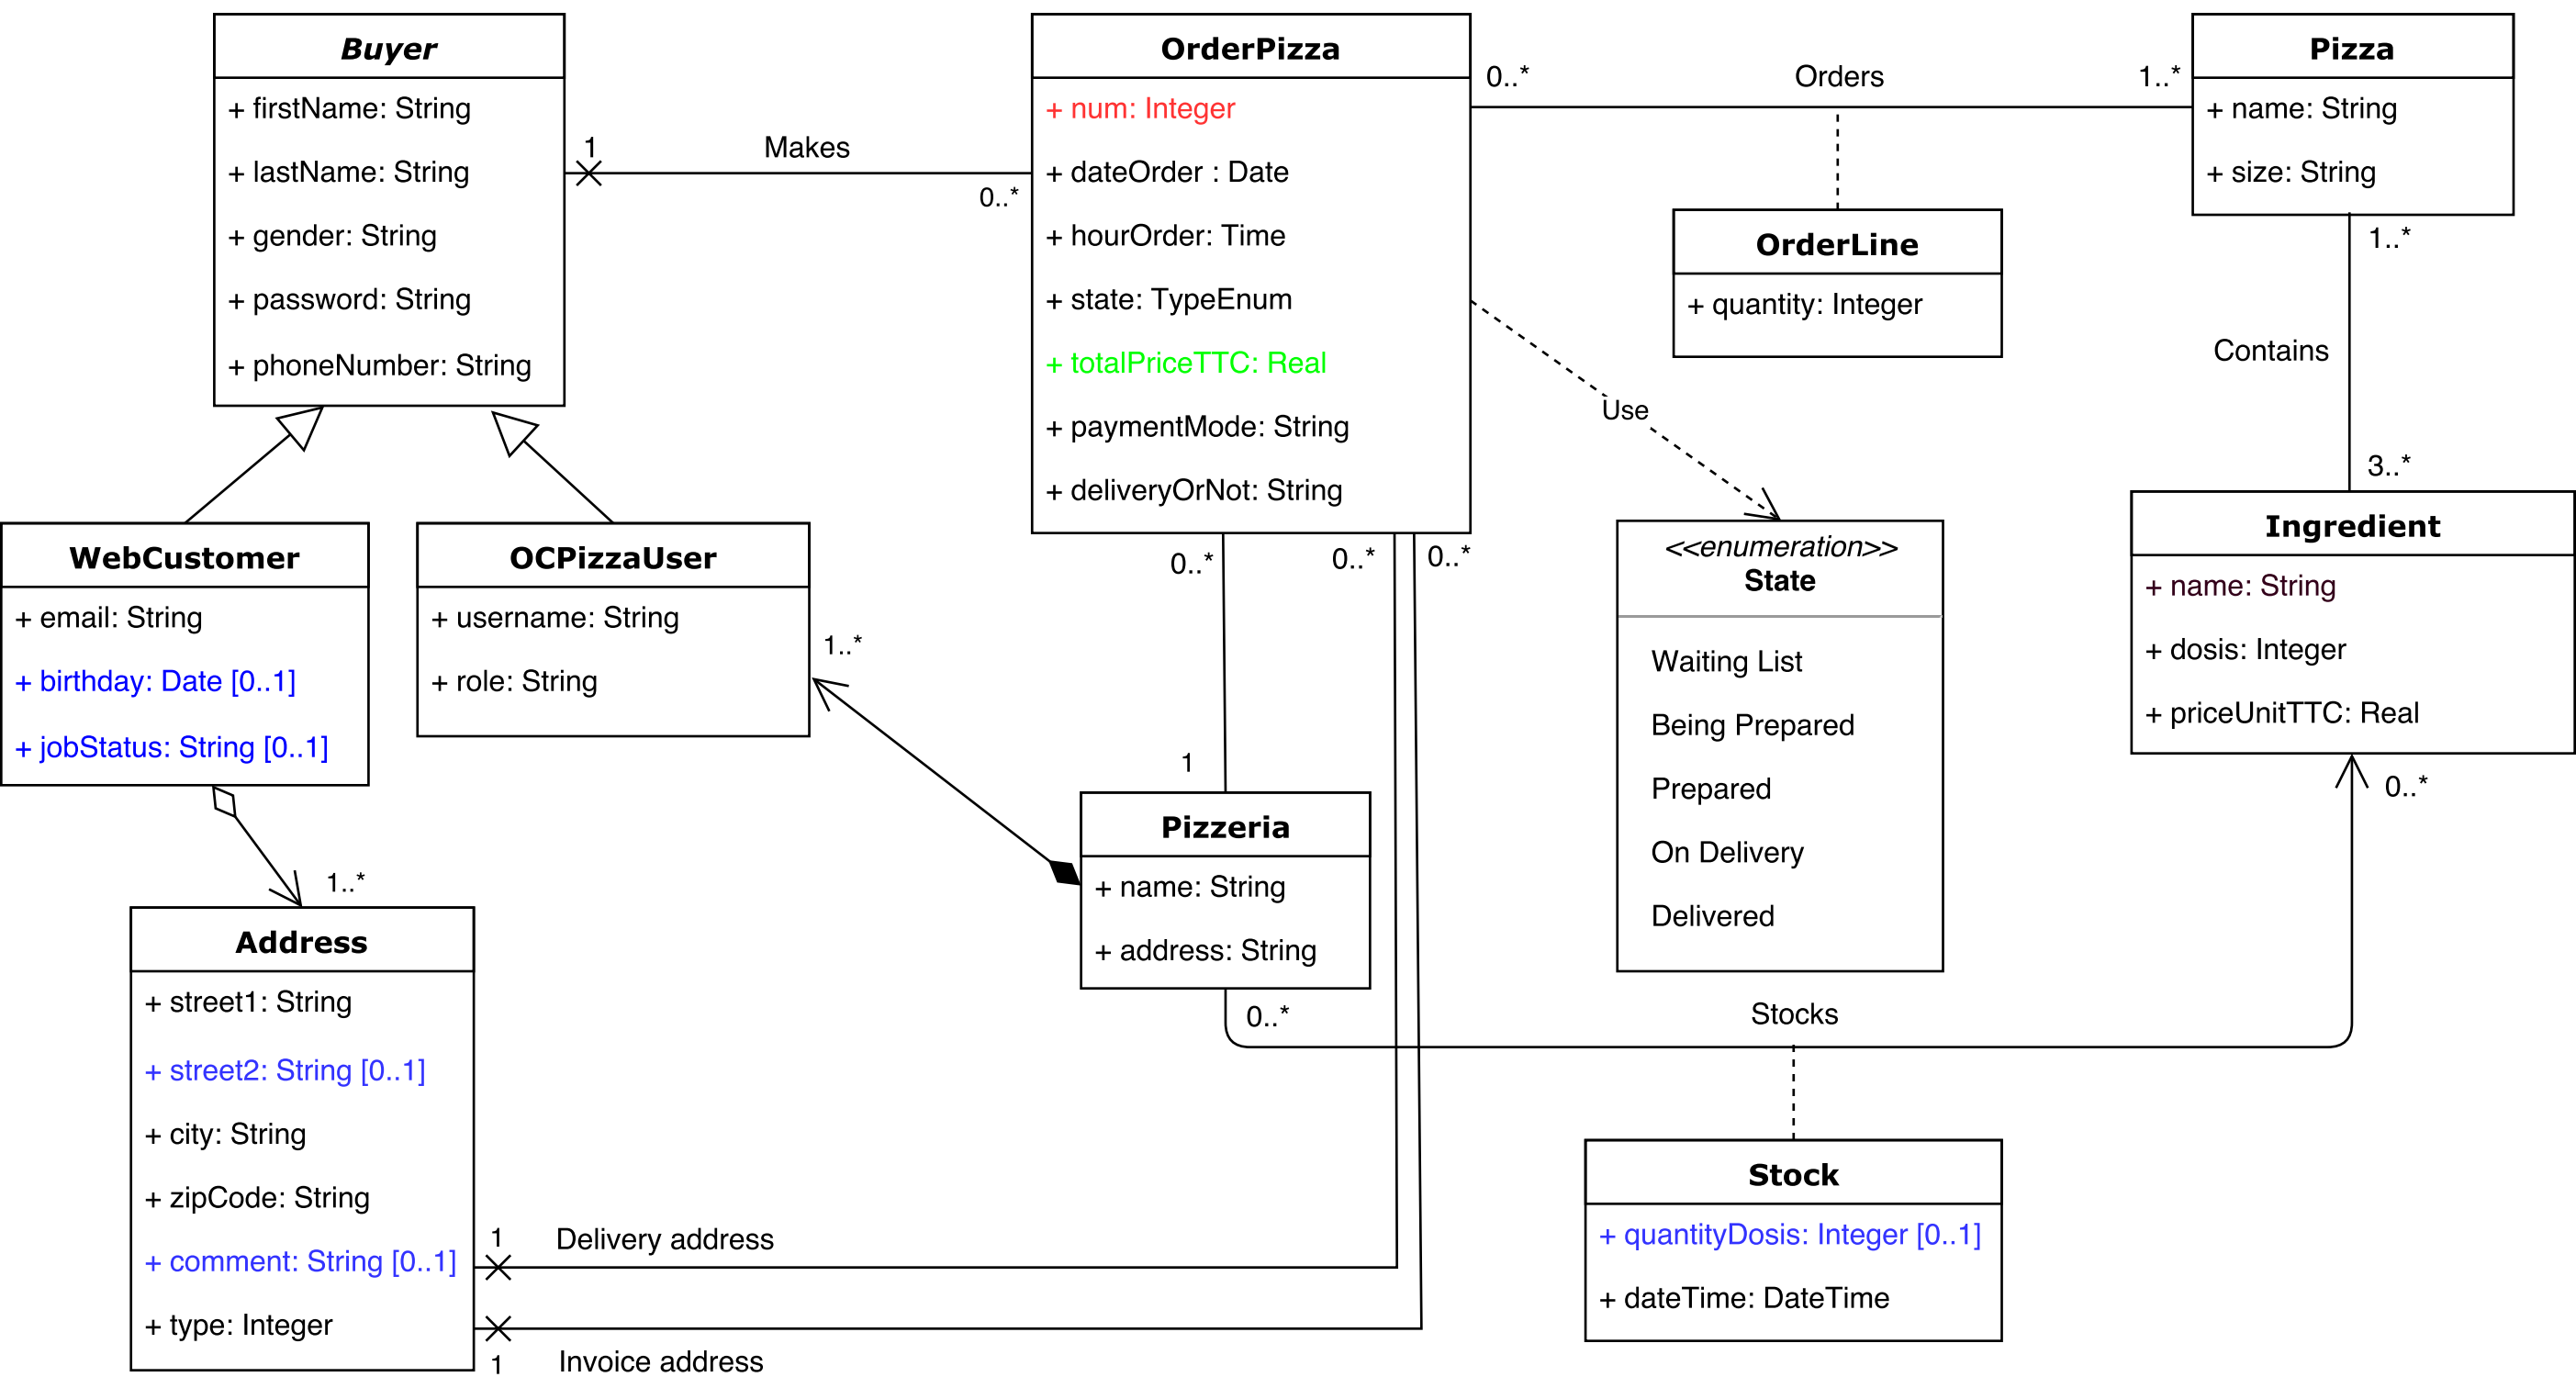 Buyer
+ firstName: String
+ lastName: String
+ gender: String
+ password: String
+ phoneNumber: String
1
Makes
0..*
OrderPizza
+ num: Integer
+ dateOrder : Date
+ hourOrder: Time
+ state: TypeEnum
+ totalPriceTTC: Real
+ paymentMode: String
+ deliveryOrNot: String
0..*
Orders
1..*
Pizza
+ name: String
+ size: String
OrderLine
+ quantity: Integer
1..*
Contains
3..*
Use
WebCustomer
+ email: String
+ birthday: Date [0..1]
+ jobStatus: String [0..1]
OCPizzaUser
+ username: String
+ role: String
1..*
0..*
0..*
0..*
1
<<enumeration>>
State
Waiting List
Being Prepared
Prepared
On Delivery
Delivered
Ingredient
+ name: String
+ dosis: Integer
+ priceUnitTTC: Real
0..*
Pizzeria
+ name: String
+ address: String
0..*
Stocks
1..*
Address
+ street1: String
+ street2: String [0..1]
+ city: String
+ zipCode: String
+ comment: String [0..1]
+ type: Integer
1
Delivery address
1
Invoice address
Stock
+ quantityDosis: Integer [0..1]
+ dateTime: DateTime